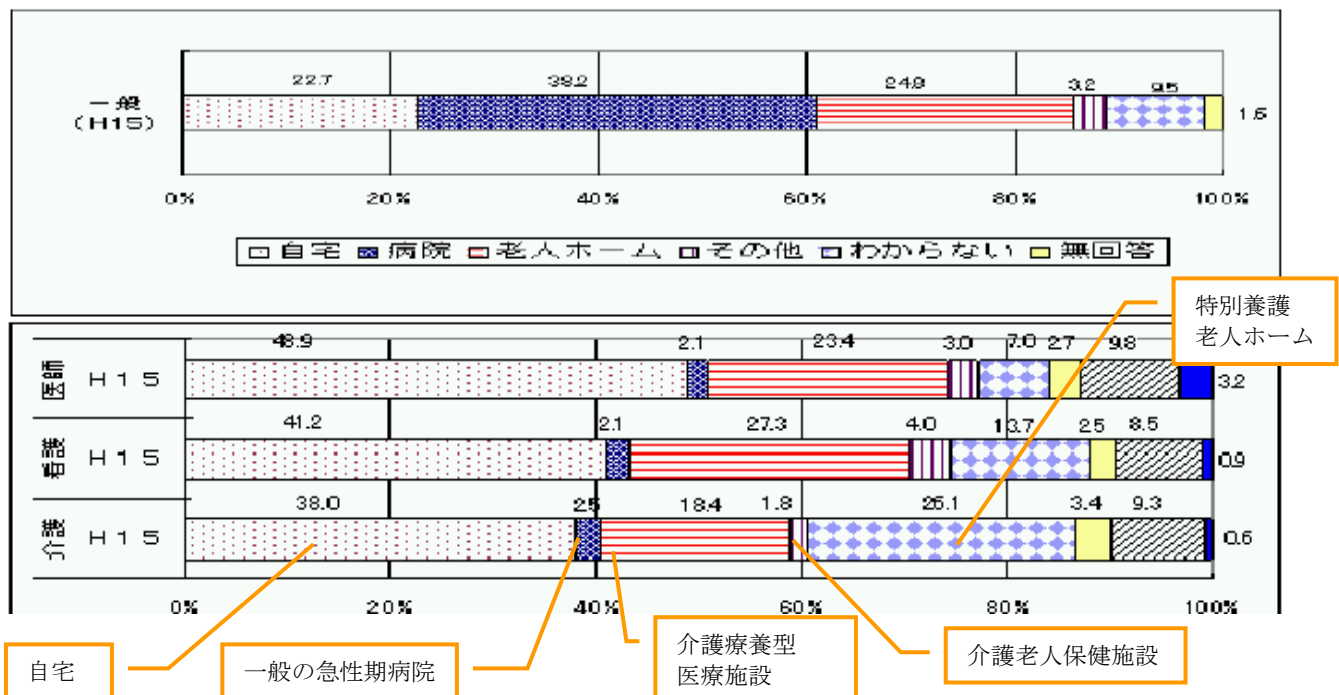 22.7 38.2 24.8 3.2 9.5
一般
(H15)
1.6
0% 20% 40% 60% 80% 100%
自宅 病院 老人ホーム その他 わからない 無回答
特別養護
老人ホーム
48.9 2.1 23.4 3.0 7.0 2.7 9.8
医師 H15
3.2
41.2 2.1 27.3 4.0 13.7 2.5 8.5
看護 H15
0.9
38.0 2.5 18.4 1.8 26.1 3.4 9.3
介護 H15
0.6
0% 20% 40% 60% 80% 100%
自宅
一般の急性期病院
介護療養型
医療施設
介護老人保健施設